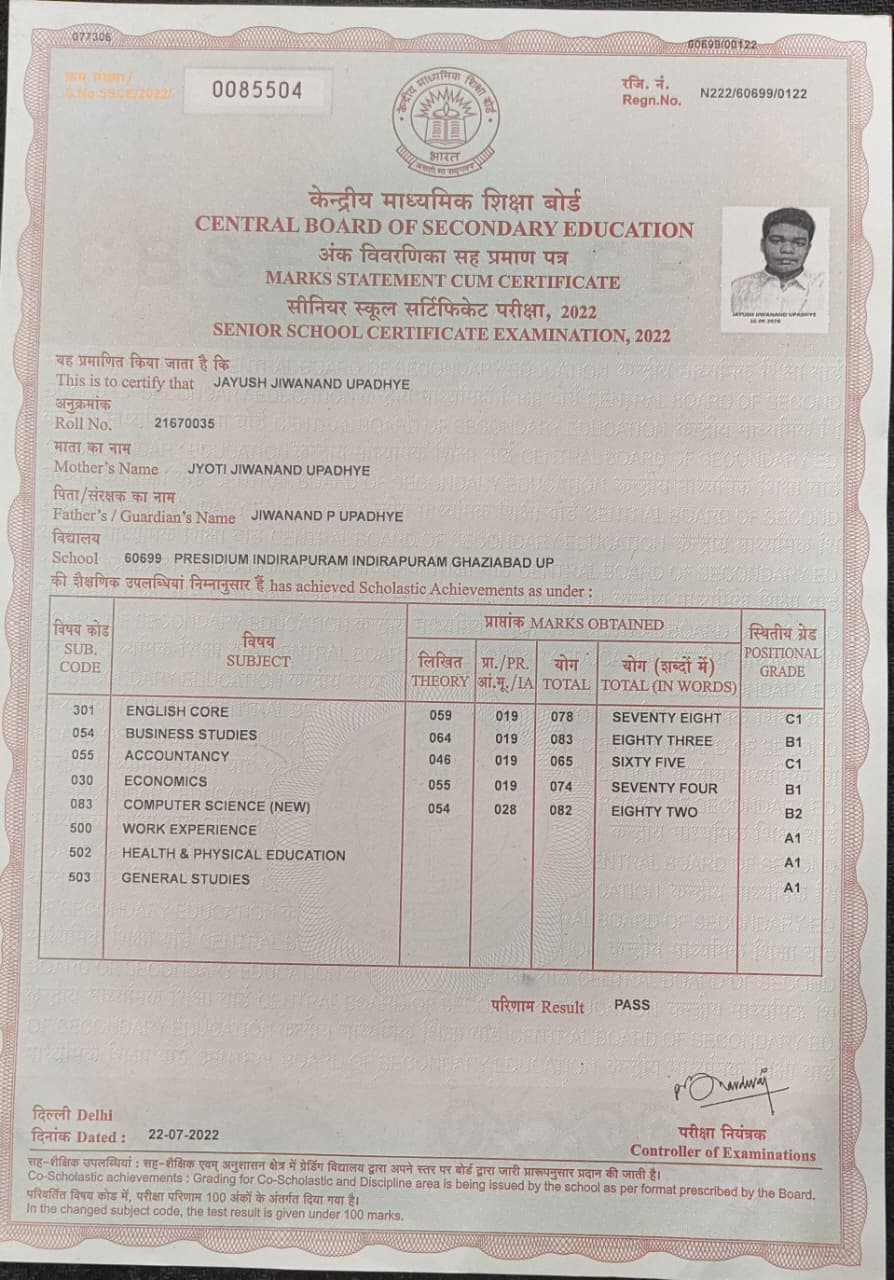 077306
60699/00122
क्रम संख्या/
S.No.SSCE/2022/
0085504
रजि. नं.
Regn.No. N222/60699/0122
केन्द्रीय माध्यमिक शिक्षा बोर्ड
भारत
असतो मा सद्गमय
केन्द्रीय माध्यमिक शिक्षा बोर्ड
CENTRAL BOARD OF SECONDARY EDUCATION
अंक विवरणिका सह प्रमाण पत्र
MARKS STATEMENT CUM CERTIFICATE
सीनियर स्कूल सर्टिफिकेट परीक्षा, 2022
SENIOR SCHOOL CERTIFICATE EXAMINATION, 2022
JAYUSH JIWANAND UPADHYE
यह प्रमाणित किया जाता है कि
This is to certify that JAYUSH JIWANAND UPADHYE
अनुक्रमांक
Roll No. 21670035
माता का नाम
Mother's Name JYOTI JIWANAND UPADHYE
पिता/संरक्षक का नाम
Father's / Guardian's Name JIWANAND P UPADHYE
विद्यालय
School 60699 PRESIDIUM INDIRAPURAM INDIRAPURAM GHAZIABAD UP
की शैक्षणिक उपलब्धियां निम्नानुसार हैं has achieved Scholastic Achievements as under :
विषय कोड
SUB.
CODE
विषय
SUBJECT
प्राप्तांक MARKS OBTAINED
लिखित
THEORY
प्रा./PR.
आं.मू./IA
योग
TOTAL
योग (शब्दों में)
TOTAL (IN WORDS)
स्थितीय ग्रेड
POSITIONAL
GRADE
301 ENGLISH CORE 059 019 078 SEVENTY EIGHT C1
054 BUSINESS STUDIES 064 019 083 EIGHTY THREE B1
055 ACCOUNTANCY 046 019 065 SIXTY FIVE C1
030 ECONOMICS 055 019 074 SEVENTY FOUR B1
083 COMPUTER SCIENCE (NEW) 054 028 082 EIGHTY TWO B2
500 WORK EXPERIENCE A1
502 HEALTH & PHYSICAL EDUCATION A1
503 GENERAL STUDIES A1
परिणाम Result PASS
दिल्ली Delhi
दिनांक Dated : 22-07-2022
परीक्षा नियंत्रक
Controller of Examinations
सह-शैक्षिक उपलब्धियां : सह-शैक्षिक एवम् अनुशासन क्षेत्र में ग्रेडिंग विद्यालय द्वारा अपने स्तर पर बोर्ड द्वारा जारी प्रारूपनुसार प्रदान की जाती है।
Co-Scholastic achievements : Grading for Co-Scholastic and Discipline area is being issued by the school as per format prescribed by the Board.
परिवर्तित विषय कोड में, परीक्षा परिणाम 100 अंकों के अंतर्गत दिया गया है।
In the changed subject code, the test result is given under 100 marks.